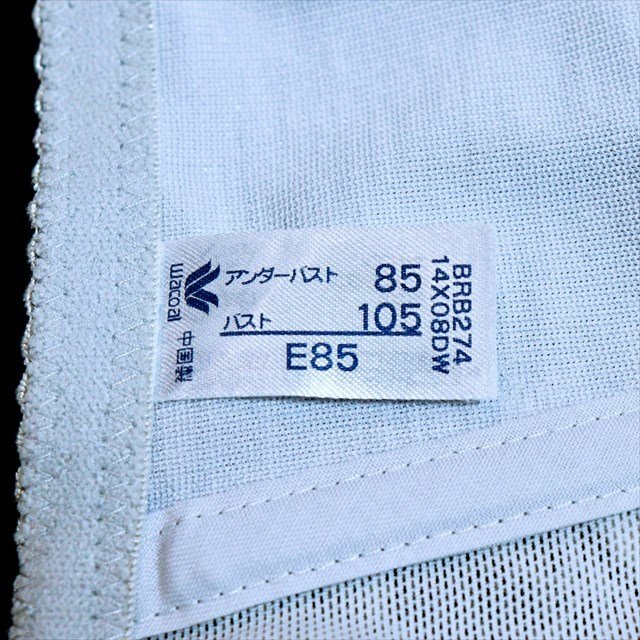 wacoal
中国製
アンダーバスト 85
バスト 105
E85
BRB274
14X08DW